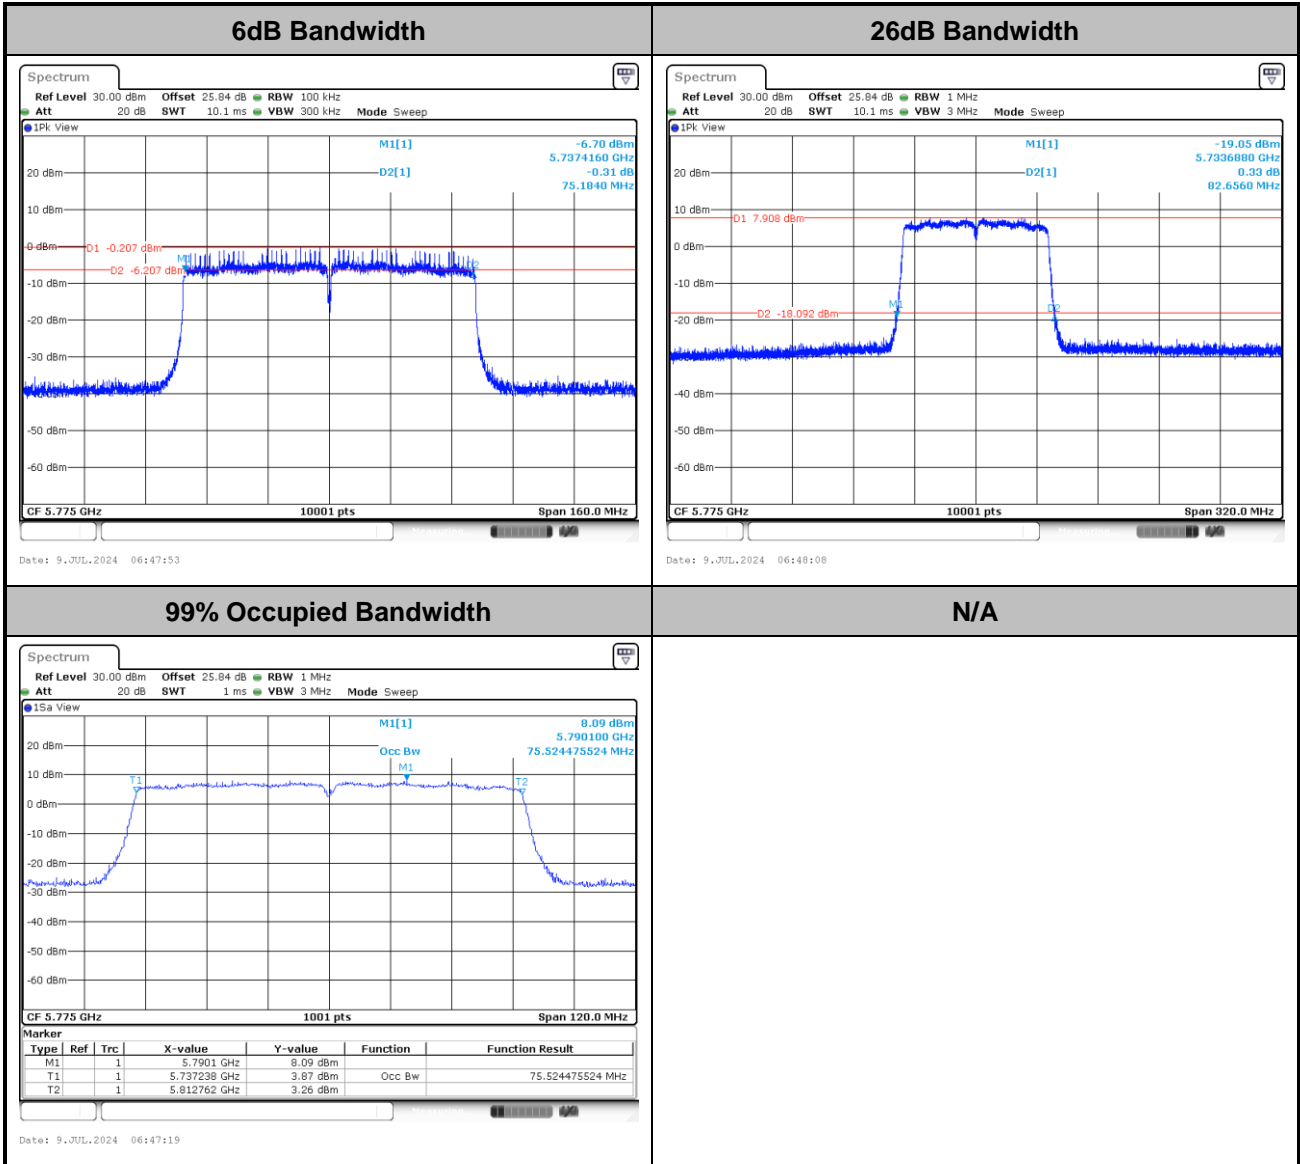 6dB Bandwidth
26dB Bandwidth
Spectrum
Ref Level 30.00 dBm Offset 25.84 dB RBW 100 kHz
Att 20 dB SWT 10.1 ms VBW 300 kHz Mode Sweep
1Pk View
M1[1] -6.70 dBm
5.7374160 GHz
D2[1] -0.31 dB
75.1840 MHz
20 dBm
10 dBm
0 dBm
D1 -0.207 dBm
M1
D2 -6.207 dBm
-10 dBm
-20 dBm
-30 dBm
-50 dBm
-60 dBm
CF 5.775 GHz 10001 pts Span 160.0 MHz
Date: 9.JUL.2024 06:47:53
Spectrum
Ref Level 30.00 dBm Offset 25.84 dB RBW 1 MHz
Att 20 dB SWT 10.1 ms VBW 3 MHz Mode Sweep
1Pk View
M1[1] -19.05 dBm
5.7336880 GHz
D2[1] 0.33 dB
82.6560 MHz
20 dBm
10 dBm
D1 7.908 dBm
0 dBm
-10 dBm
M1
D2
D2 -18.092 dBm
-20 dBm
-30 dBm
-40 dBm
-50 dBm
-60 dBm
CF 5.775 GHz 10001 pts Span 320.0 MHz
Date: 9.JUL.2024 06:48:08
99% Occupied Bandwidth
N/A
Spectrum
Ref Level 30.00 dBm Offset 25.84 dB RBW 1 MHz
Att 20 dB SWT 1 ms VBW 3 MHz Mode Sweep
1Sa View
M1[1] 8.09 dBm
5.790100 GHz
Occ Bw 75.524475524 MHz
20 dBm
M1
10 dBm
T1
T2
0 dBm
-10 dBm
-20 dBm
-30 dBm
-40 dBm
-50 dBm
-60 dBm
CF 5.775 GHz 1001 pts Span 120.0 MHz
Marker
Type Ref Trc X-value Y-value Function Function Result
M1 1 5.7901 GHz 8.09 dBm
T1 1 5.737238 GHz 3.87 dBm Occ Bw 75.524475524 MHz
T2 1 5.812762 GHz 3.26 dBm
Date: 9.JUL.2024 06:47:19